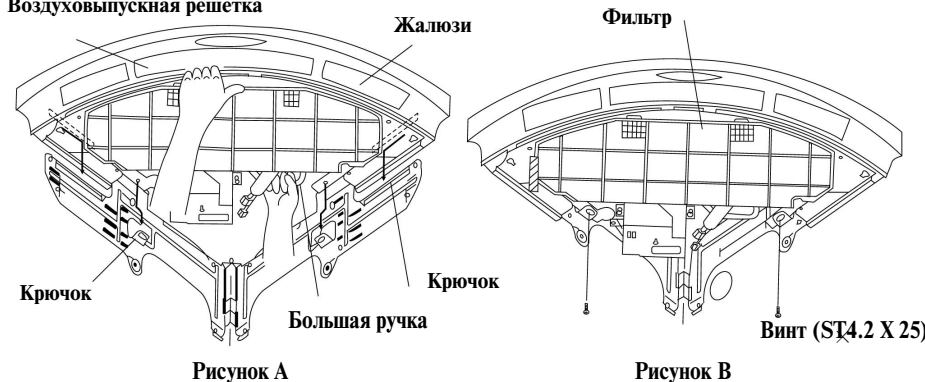 Воздуховыпускная решетка
Жалюзи
Крючок
Большая ручка
Крючок
Рисунок А
Фильтр
Винт (ST4.2 X 25)
Рисунок В